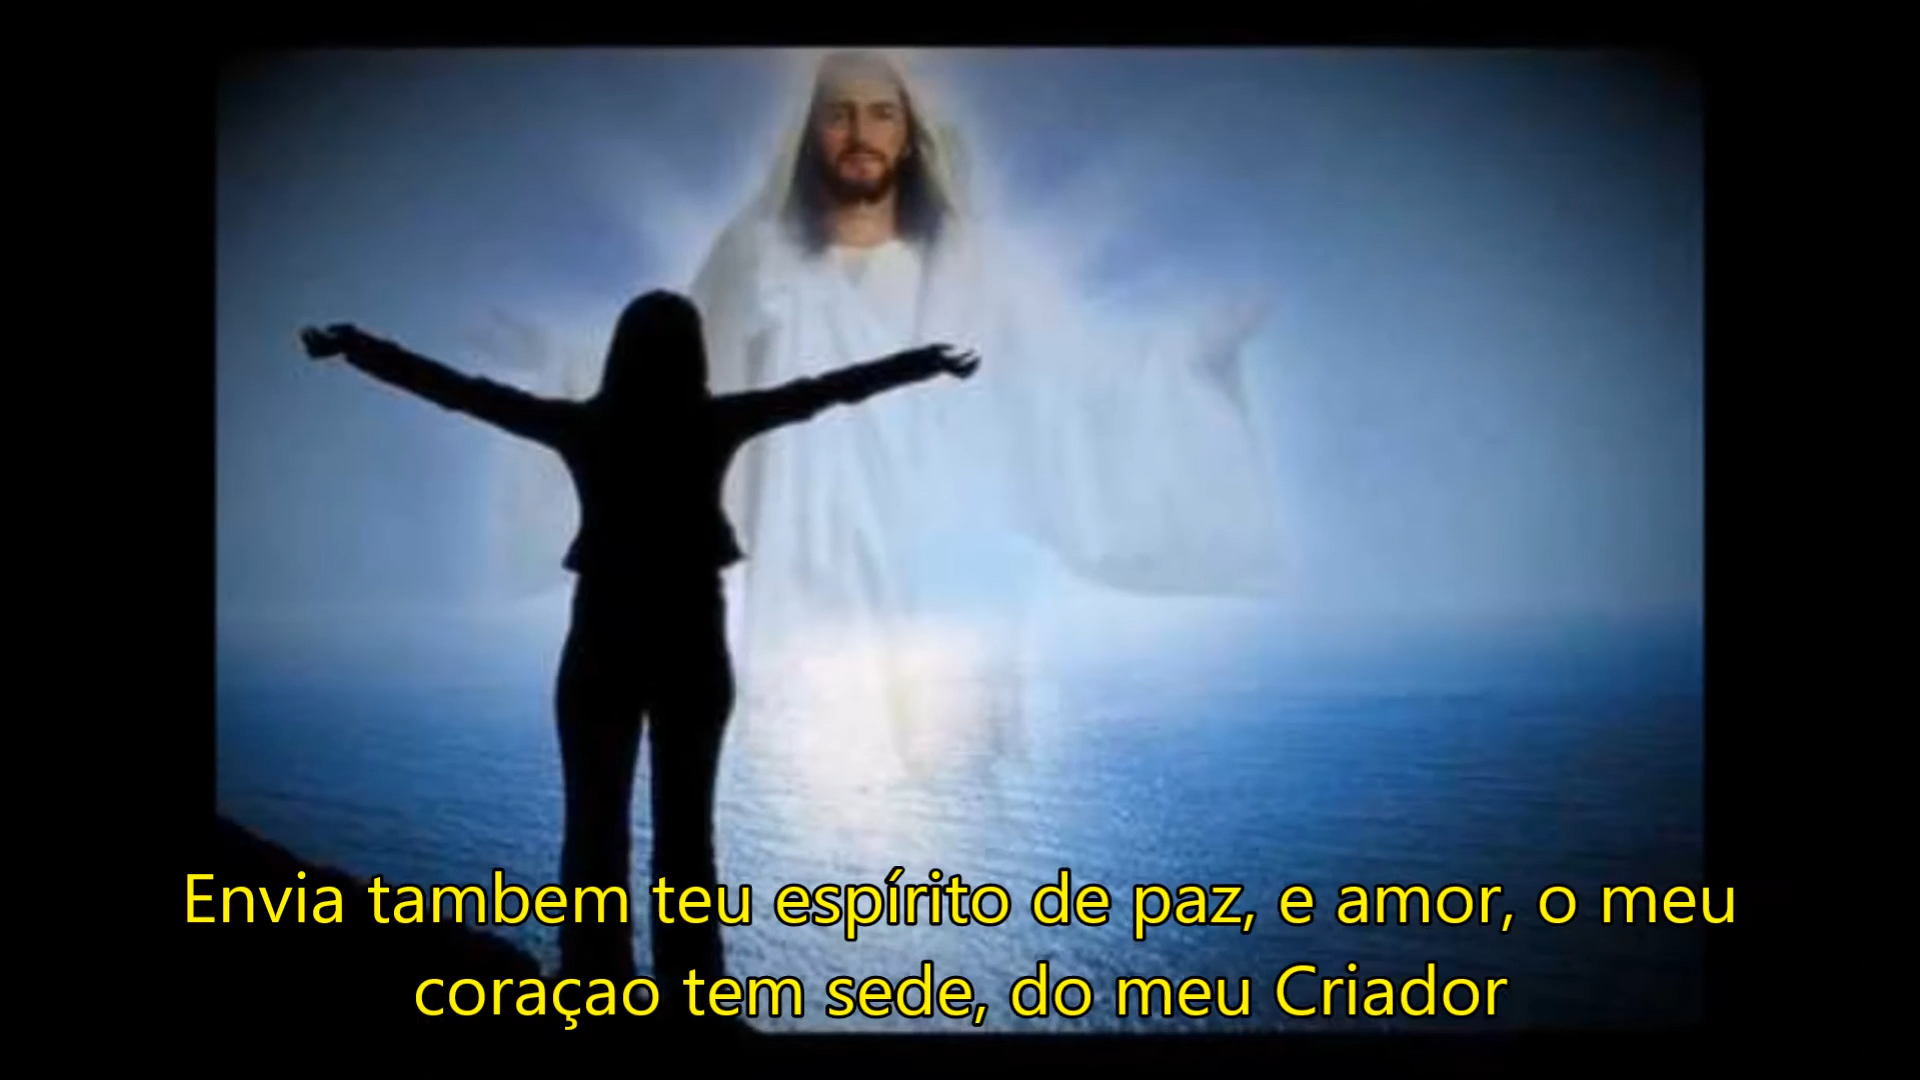 Envia tambem teu espírito de paz, e amor, o meu
coraçao tem sede, do meu Criador